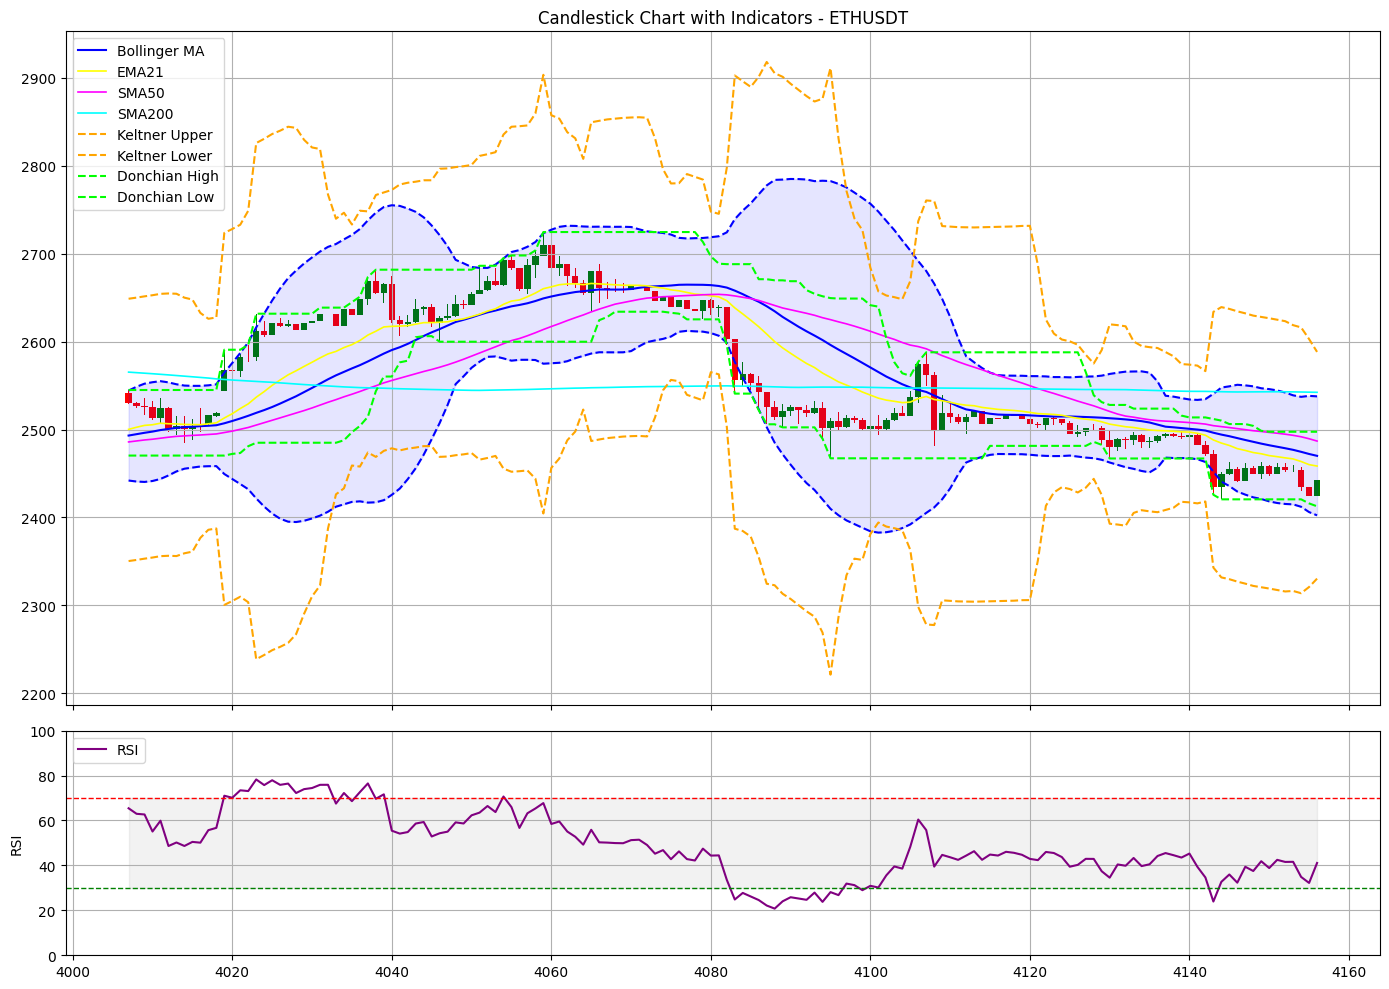 Candlestick Chart with Indicators - ETHUSDT
Bollinger MA
EMA21
SMA50
SMA200
Keltner Upper
Keltner Lower
Donchian High
Donchian Low
2900
2800
2700
2600
2500
2400
2300
2200
RSI
100
80
60
40
20
0
RSI
4000 4020 4040 4060 4080 4100 4120 4140 4160